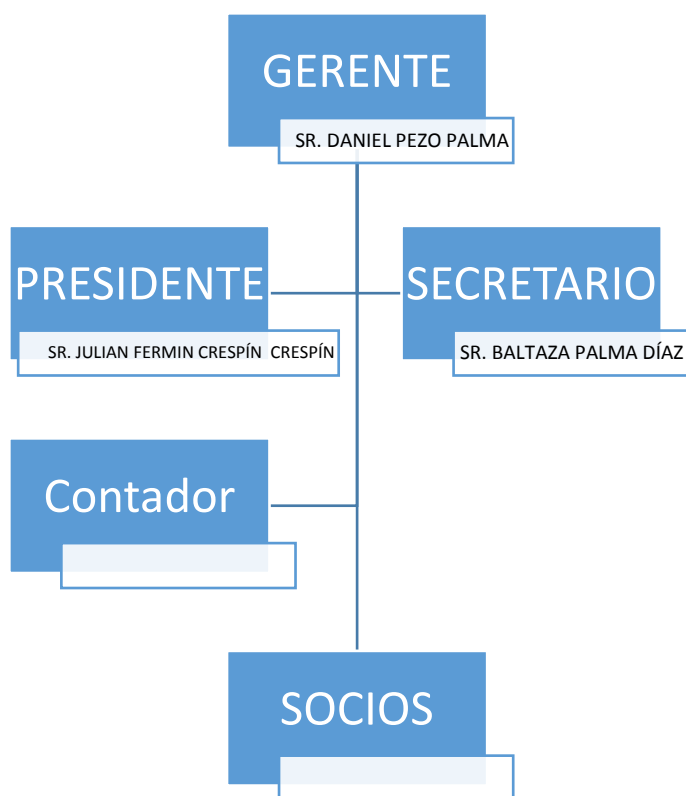 GERENTE
SR. DANIEL PEZO PALMA
PRESIDENTE
SR. JULIAN FERMIN CRESPÍN CRESPÍN
SECRETARIO
SR. BALTAZA PALMA DÍAZ
Contador
SOCIOS